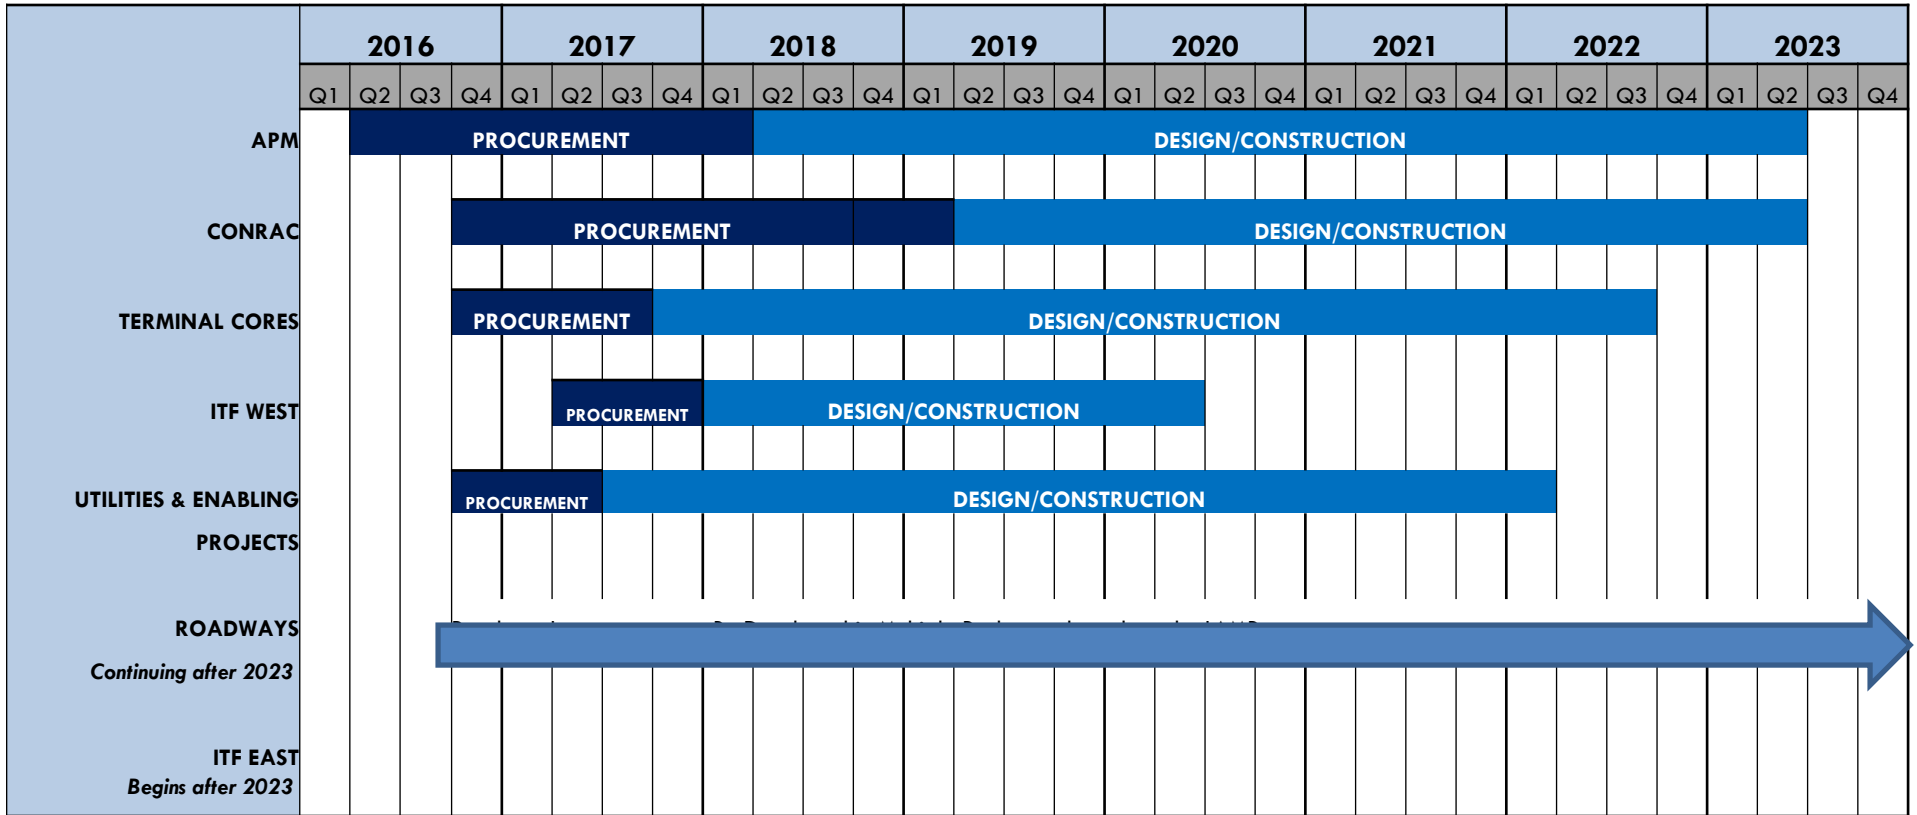 2016 2017 2018 2019 2020 2021 2022 2023
Q1 Q2 Q3 Q4 Q1 Q2 Q3 Q4 Q1 Q2 Q3 Q4 Q1 Q2 Q3 Q4 Q1 Q2 Q3 Q4 Q1 Q2 Q3 Q4 Q1 Q2 Q3 Q4 Q1 Q2 Q3 Q4
APM PROCUREMENT DESIGN/CONSTRUCTION
CONRAC PROCUREMENT DESIGN/CONSTRUCTION
TERMINAL CORES PROCUREMENT DESIGN/CONSTRUCTION
ITF WEST PROCUREMENT DESIGN/CONSTRUCTION
UTILITIES & ENABLING PROCUREMENT DESIGN/CONSTRUCTION
PROJECTS
ROADWAYS
Continuing after 2023
ITF EAST
Begins after 2023